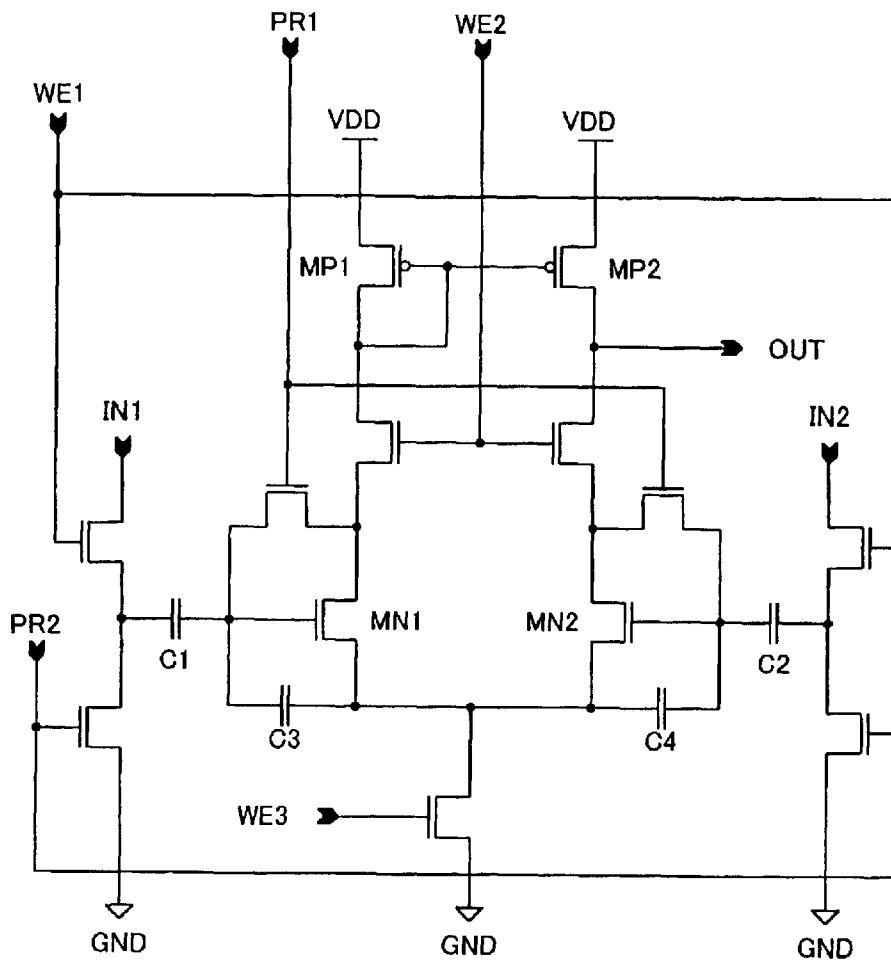 PR1
WE2
WE1
VDD
VDD
MP1
MP2
OUT
IN1
IN2
PR2
MN1
MN2
C1
C2
C3
C4
WE3
GND
GND
GND